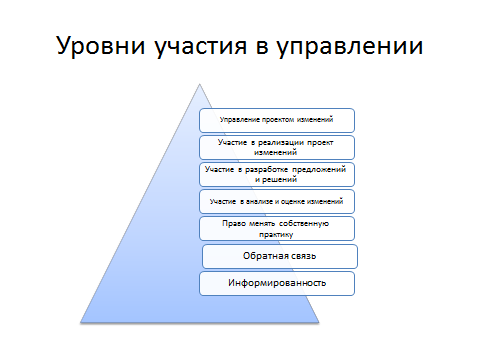 Уровни участия в управлении
Управление проектом изменений
Участие в реализации проект
изменений
Участие в разработке предложений
и решений
Участие в анализе и оценке изменений
Право менять собственную
практику
Обратная связь
Информированность